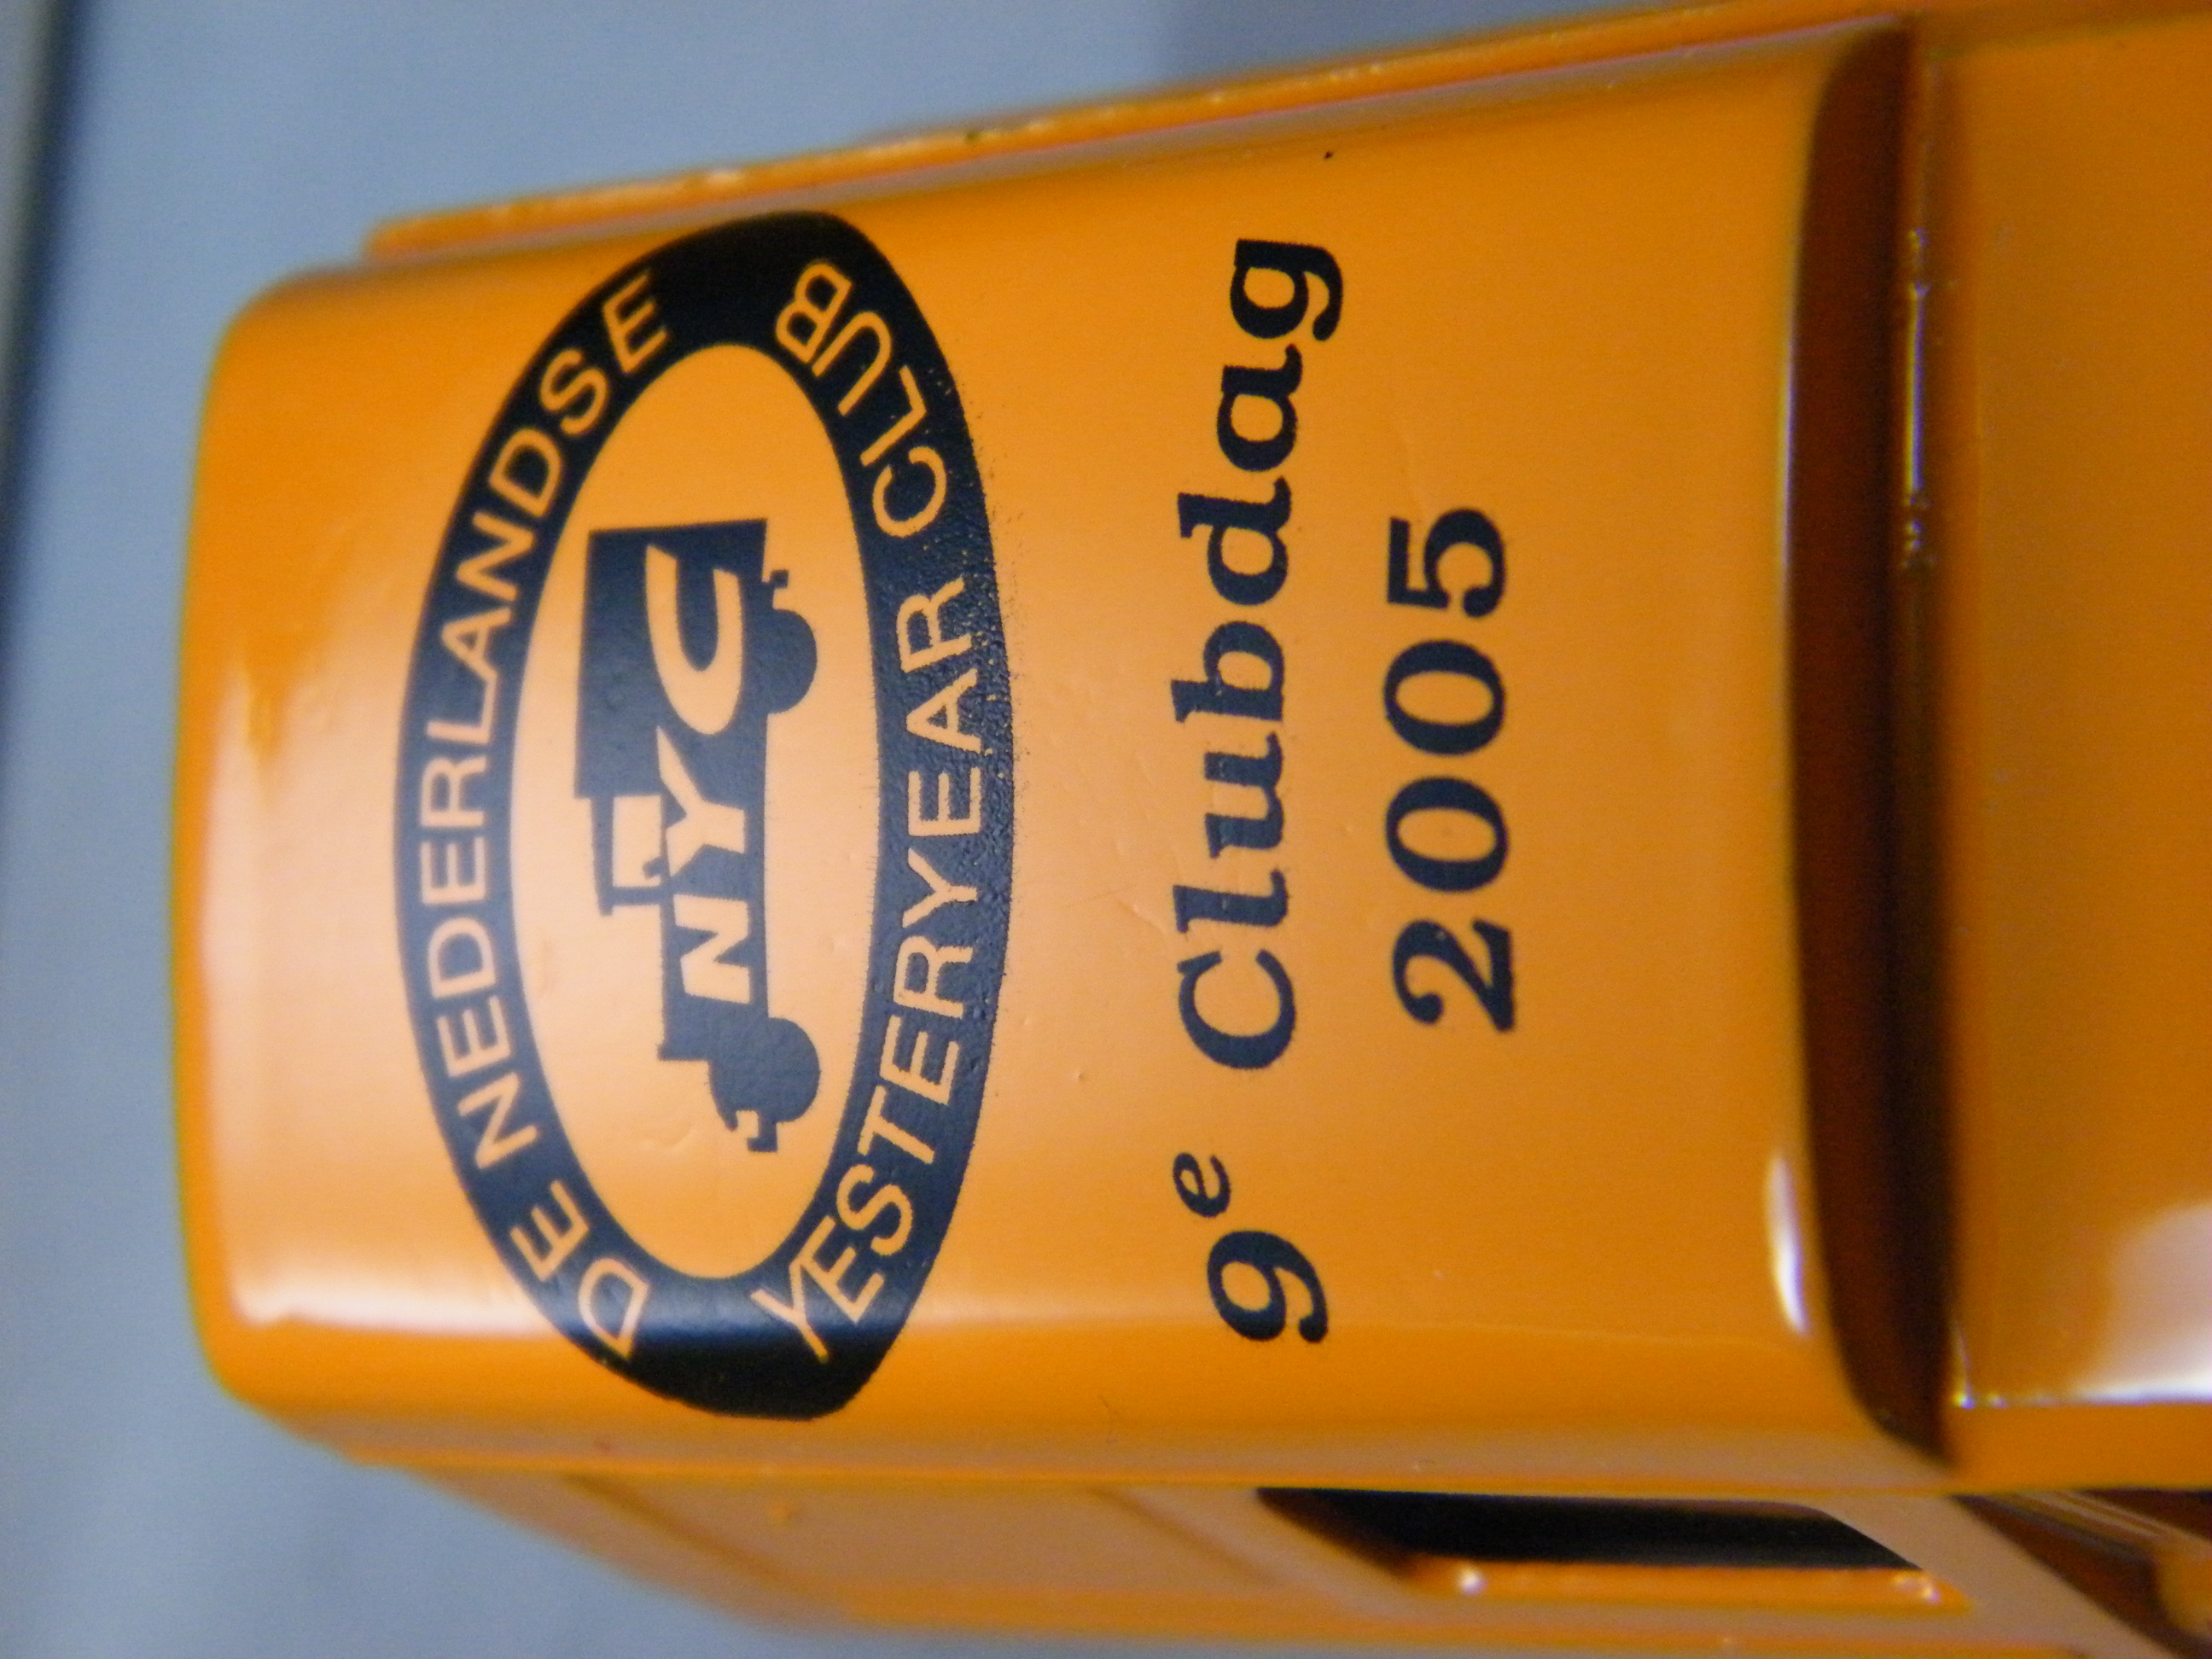 DE NEDERLANDSE
NYC
YESTERYEAR CLUB
9e Clubdag
2005